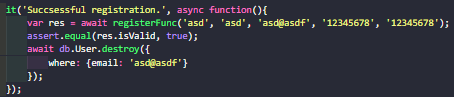 it('Succsessful registration.', async function(){
    var res = await registerFunc('asd', 'asd', 'asd@asdf', '12345678', '12345678');
    assert.equal(res.isValid, true);
    await db.User.destroy({
        where: {email: 'asd@asdf'}
    });
});